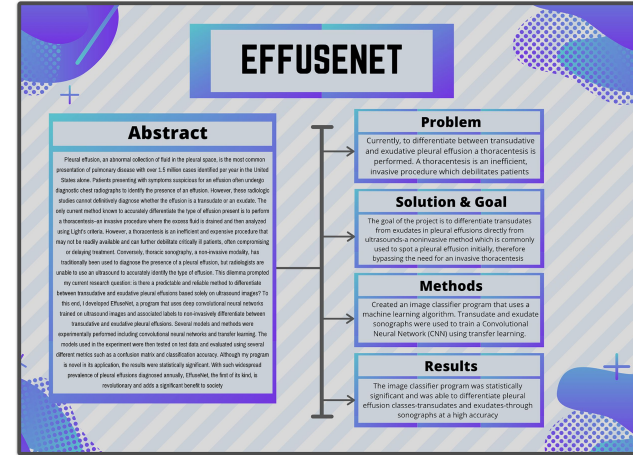 EFFUSENET
Abstract
Pleural effusion, an abnormal collection of fluid in the pleural space, is the most common
presentation of pulmonary disease with over 1.5 million cases identified per year in the United
States alone. Patients presenting with symptoms suspicious for an effusion often undergo
diagnostic chest radiographs to identify the presence of an effusion. However, these radiologic
studies cannot definitively diagnose whether the effusion is a transudate or an exudate. The
only current method known to accurately differentiate the type of effusion present is to perform
a thoracentesis–an invasive procedure where the excess fluid is drained and then analyzed
using Light's criteria. However, a thoracentesis is an inefficient and expensive procedure that
may not be readily available and can further debilitate critically ill patients, often compromising
or delaying treatment. Conversely, thoracic sonography, a non-invasive modality, has
traditionally been used to diagnose the presence of a pleural effusion, but radiologists are
unable to use an ultrasound to accurately identify the type of effusion. This dilemma prompted
my current research question: is there a predictable and reliable method to differentiate
between transudative and exudative pleural effusions based solely on ultrasound images? To
this end, I developed EffuseNet, a program that uses deep convolutional neural networks
trained on ultrasound images and associated labels to non-invasively differentiate between
transudative and exudative pleural effusions. Several models and methods were
experimentally performed including convolutional neural networks and transfer learning. The
models used in the experiment were then tested on test data and evaluated using several
different metrics such as a confusion matrix and classification accuracy. Although my program
is novel in its application, the results were statistically significant. With such widespread
prevalence of pleural effusions diagnosed annually, EffuseNet, the first of its kind, is
revolutionary and adds a significant benefit to society
Problem
Currently, to differentiate between transudative
and exudative pleural effusion a thoracentesis is
performed. A thoracentesis is an inefficient,
invasive procedure which debilitates patients
Solution & Goal
The goal of the project is to differentiate transudates
from exudates in pleural effusions directly from
ultrasounds-a noninvasive method which is commonly
used to spot a pleural effusion initially, therefore
bypassing the need for an invasive thoracentesis
Methods
Created an image classifier program that uses a
machine learning algorithm. Transudate and exudate
sonographs were used to train a Convolutional
Neural Network (CNN) using transfer learning.
Results
The image classifier program was statistically
significant and was able to differentiate pleural
effusion classes-transudates and exudates-through
sonographs at a high accuracy